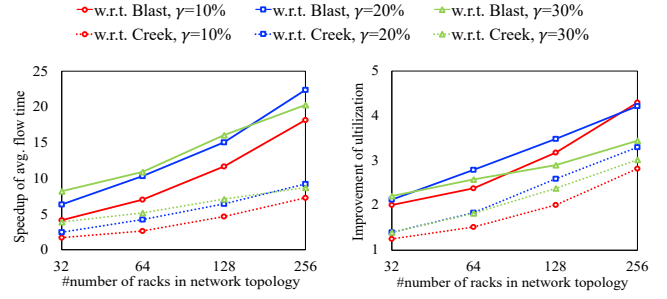 w.r.t. Blast, γ=10% w.r.t. Blast, γ=20% w.r.t. Blast, γ=30%
w.r.t. Creek, γ=10% w.r.t. Creek, γ=20% w.r.t. Creek, γ=30%
Speedup of avg. flow time
25
20
15
10
5
0
32 64 128 256
#number of racks in network topology
Improvement of ultilization
5
4
3
2
1
32 64 128 256
#number of racks in network topology